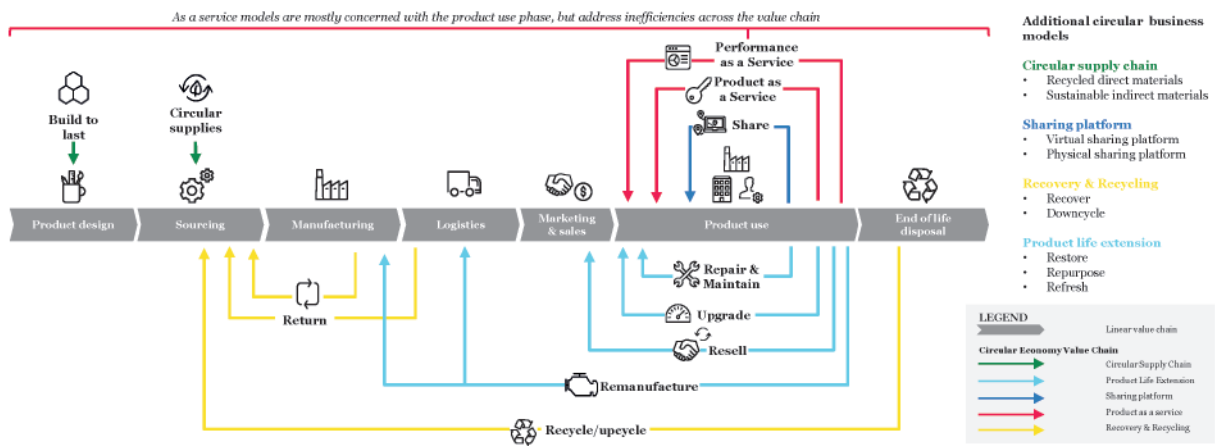 As a service models are mostly concerned with the product use phase, but address inefficiencies across the value chain
Build to
last
Circular
supplies
Performance
as a Service
Product as
a Service
Share
Product design
Sourcing
Manufacturing
Logistics
Marketing
& sales
Product use
End of life
disposal
Return
Repair &
Maintain
Upgrade
Resell
Remanufacture
Recycle/upcycle
Additional circular business
models
Circular supply chain
• Recycled direct materials
• Sustainable indirect materials
Sharing platform
• Virtual sharing platform
• Physical sharing platform
Recovery & Recycling
• Recover
• Downcycle
Product life extension
• Restore
• Repurpose
• Refresh
LEGEND
Linear value chain
Circular Economy Value Chain
Circular Supply Chain
Product Life Extension
Sharing platform
Product as a service
Recovery & Recycling